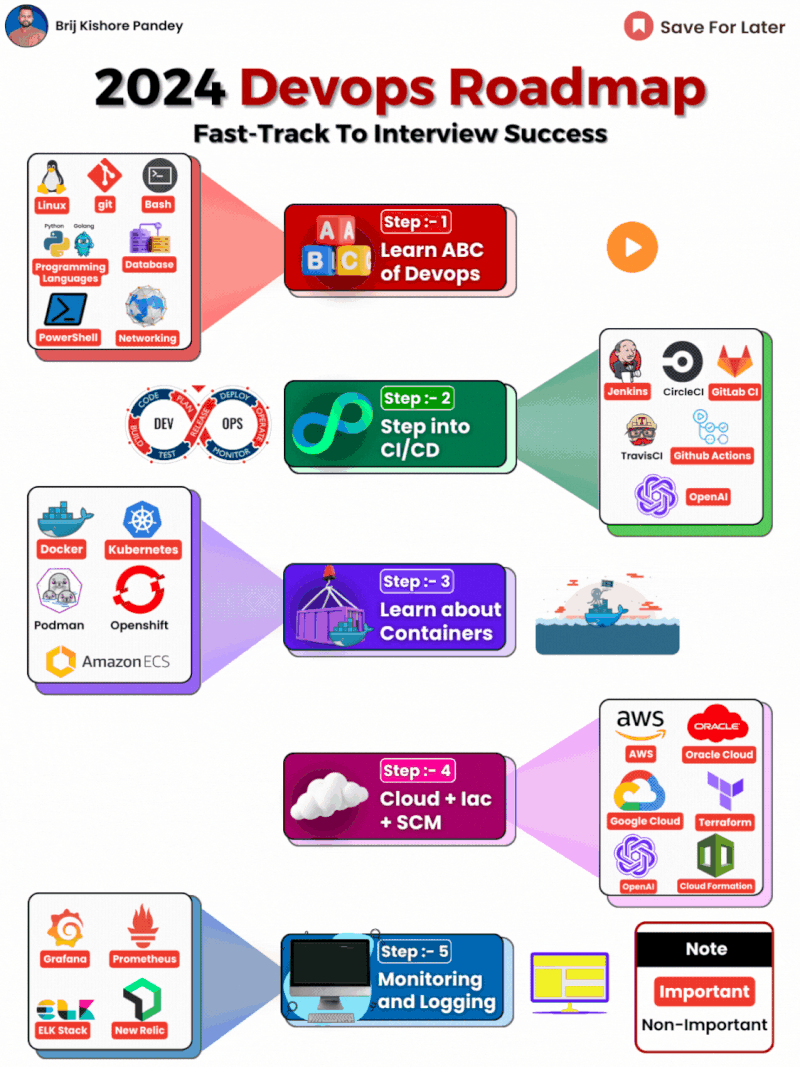 Brij Kishore Pandey
Save For Later
2024 Devops Roadmap
Fast-Track To Interview Success
Linux
git
Bash
Python
Golang
Programming
Languages
Database
PowerShell
Networking
A A
B C
Step :- 1
Learn ABC
of Devops
Jenkins
CircleCI
GitLab CI
TravisCI
Github Actions
OpenAI
CODE
PLAN
BUILD
TEST
RELEASE
DEPLOY
OPERATE
MONITOR
DEV
OPS
Step :- 2
Step into
CI/CD
Docker
Kubernetes
Podman
Openshift
Amazon ECS
Step :- 3
Learn about
Containers
aws
AWS
ORACLE
Oracle Cloud
Google Cloud
Terraform
OpenAI
Cloud Formation
Step :- 4
Cloud + Iac
+ SCM
Grafana
Prometheus
ELK
ELK Stack
New Relic
Step :- 5
Monitoring
and Logging
Note
Important
Non-Important